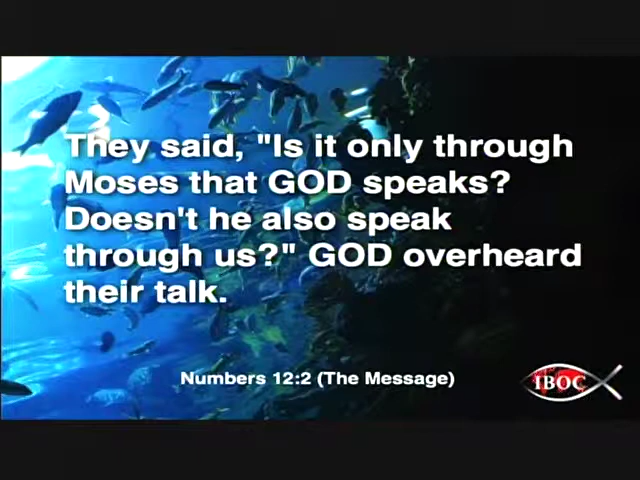 They said, "Is it only through
Moses that GOD speaks?
Doesn't he also speak
through us?" GOD overheard
their talk.
Numbers 12:2 (The Message)
IBOC